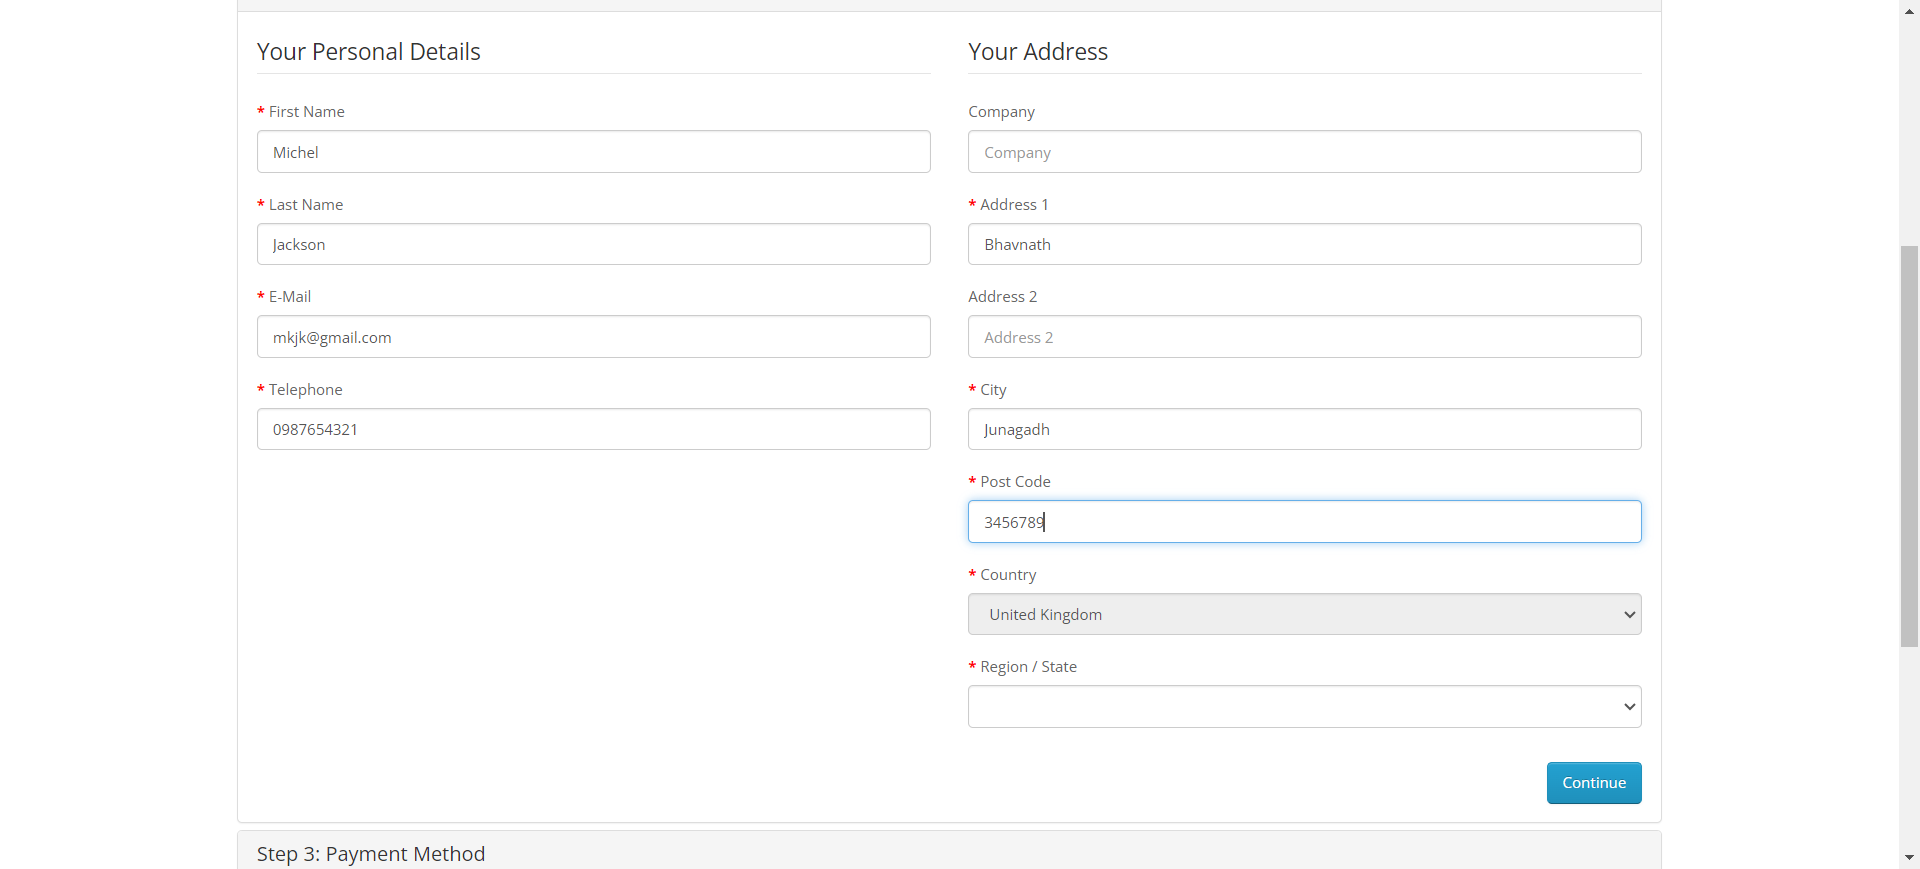 Your Personal Details
* First Name
Michel
* Last Name
Jackson
* E-Mail
mkjk@gmail.com
* Telephone
0987654321
Your Address
Company
Company
* Address 1
Bhavnath
Address 2
Address 2
* City
Junagadh
* Post Code
3456789
* Country
United Kingdom
* Region / State
Continue
Step 3: Payment Method